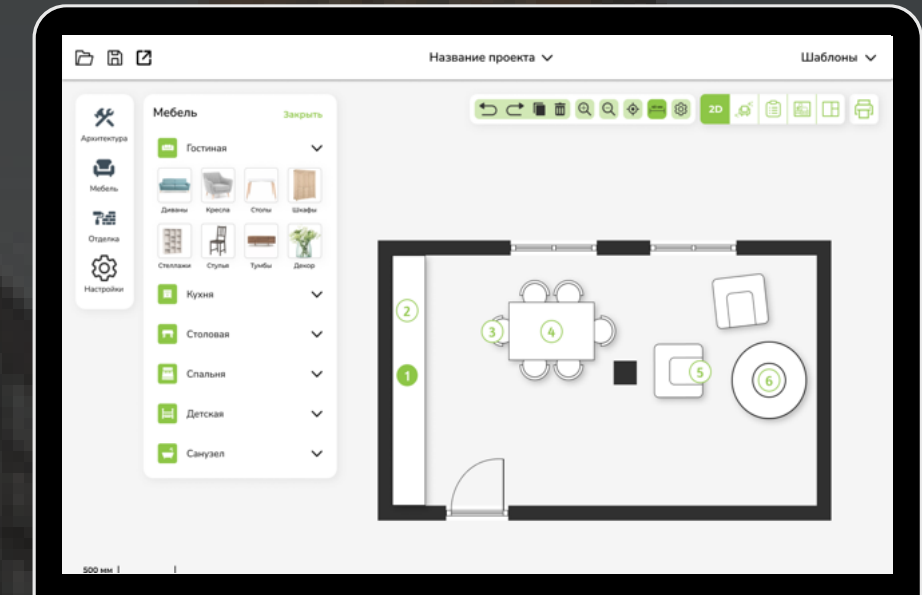 Название проекта
Шаблоны
Архитектура
Мебель
Отделка
Настройки
Мебель
Закрыть
Гостиная
Диваны Кресла Столы Шкафы
Стеллажи Стулья Тумбы Декор
Кухня
Столовая
Спальня
Детская
Санузел
2D
2
3
4
1
5
6
500 мм